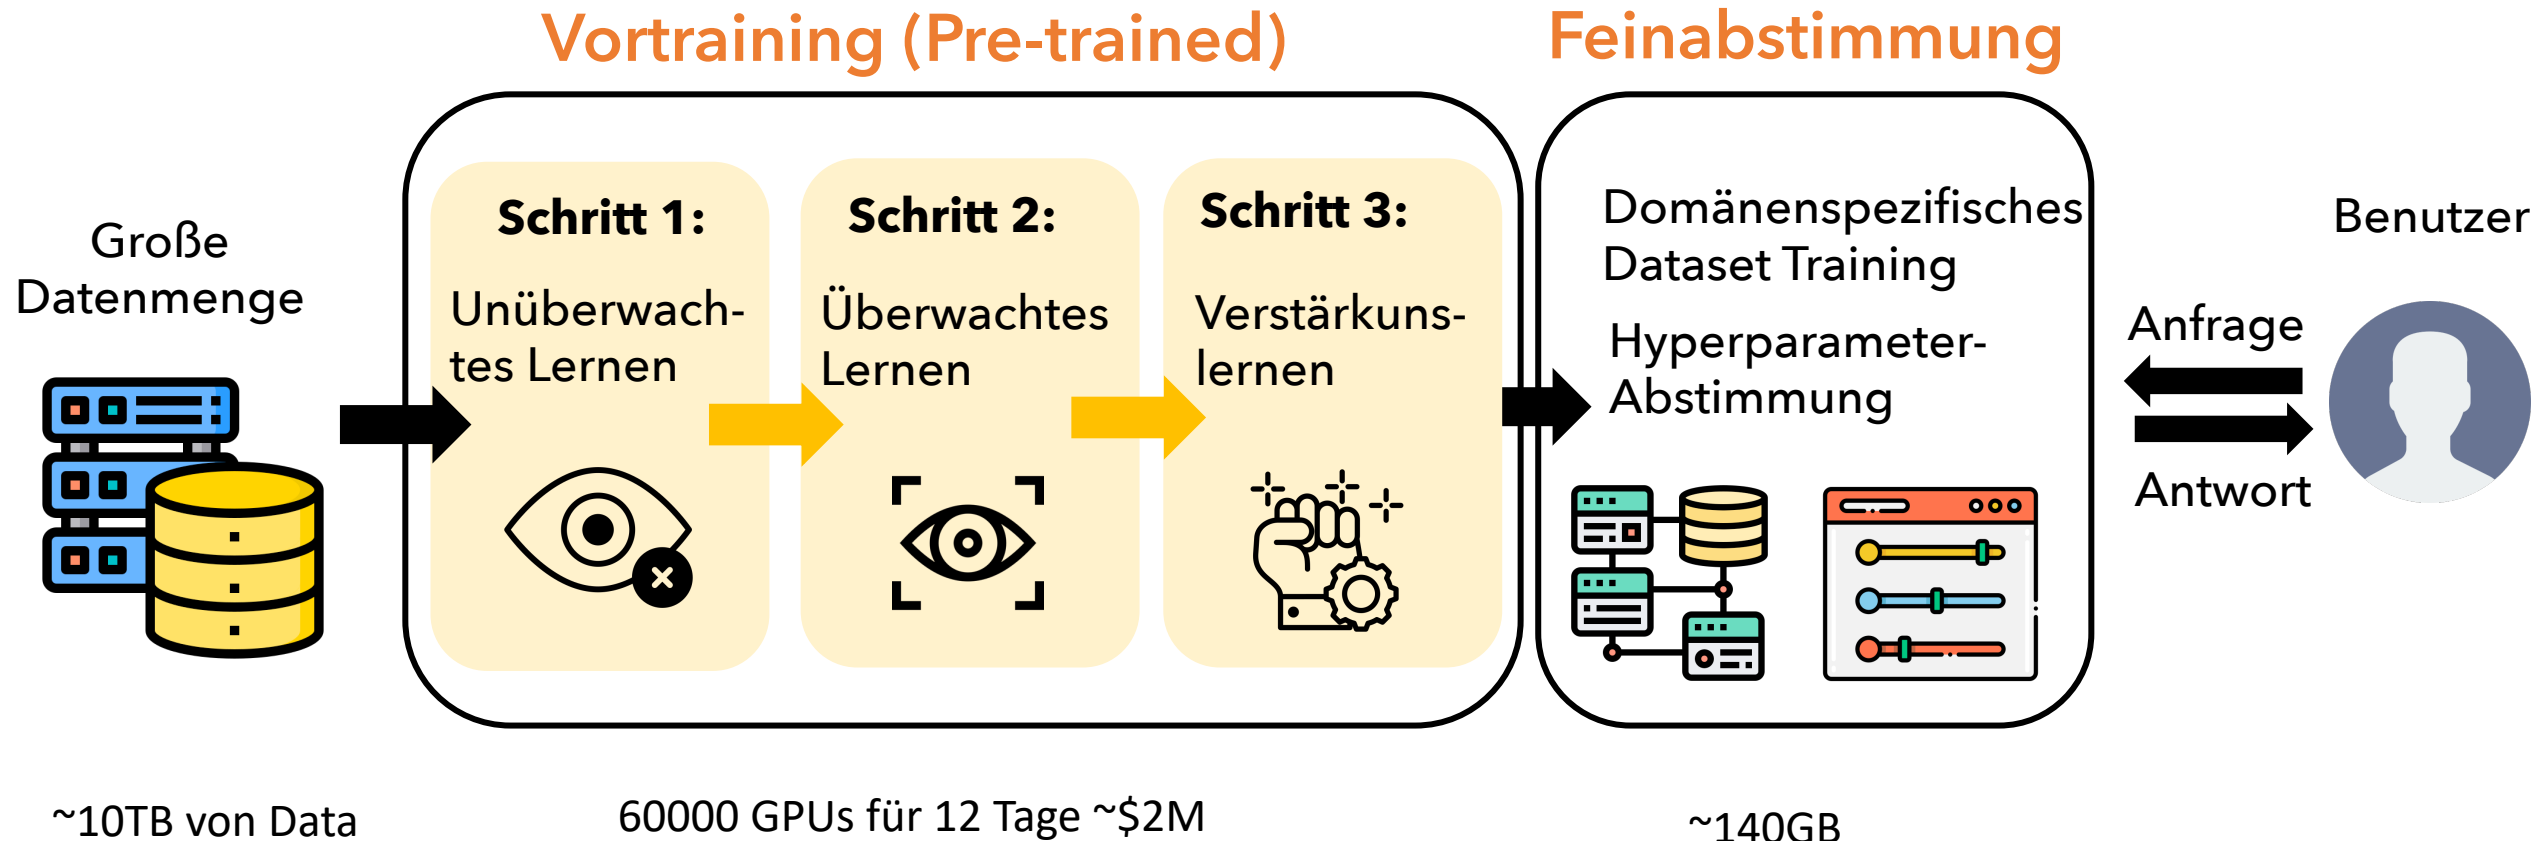 Vortraining (Pre-trained)
Feinabstimmung
Große
Datenmenge
Schritt 1:
Unüberwach-
tes Lernen
Schritt 2:
Überwachtes
Lernen
Schritt 3:
Verstärkuns-
lernen
Domänenspezifisches
Dataset Training
Hyperparameter-
Abstimmung
Benutzer
Anfrage
Antwort
~10TB von Data
60000 GPUs für 12 Tage ~$2M
~140GB